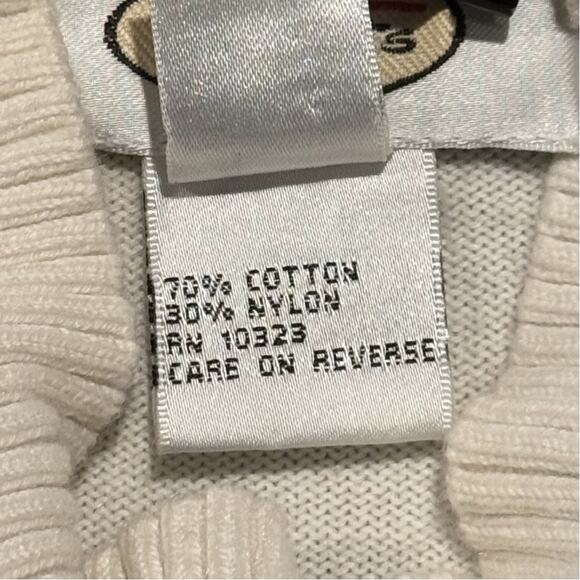 70% COTTON
30% NYLON
RN 10323
CARE ON REVERSE